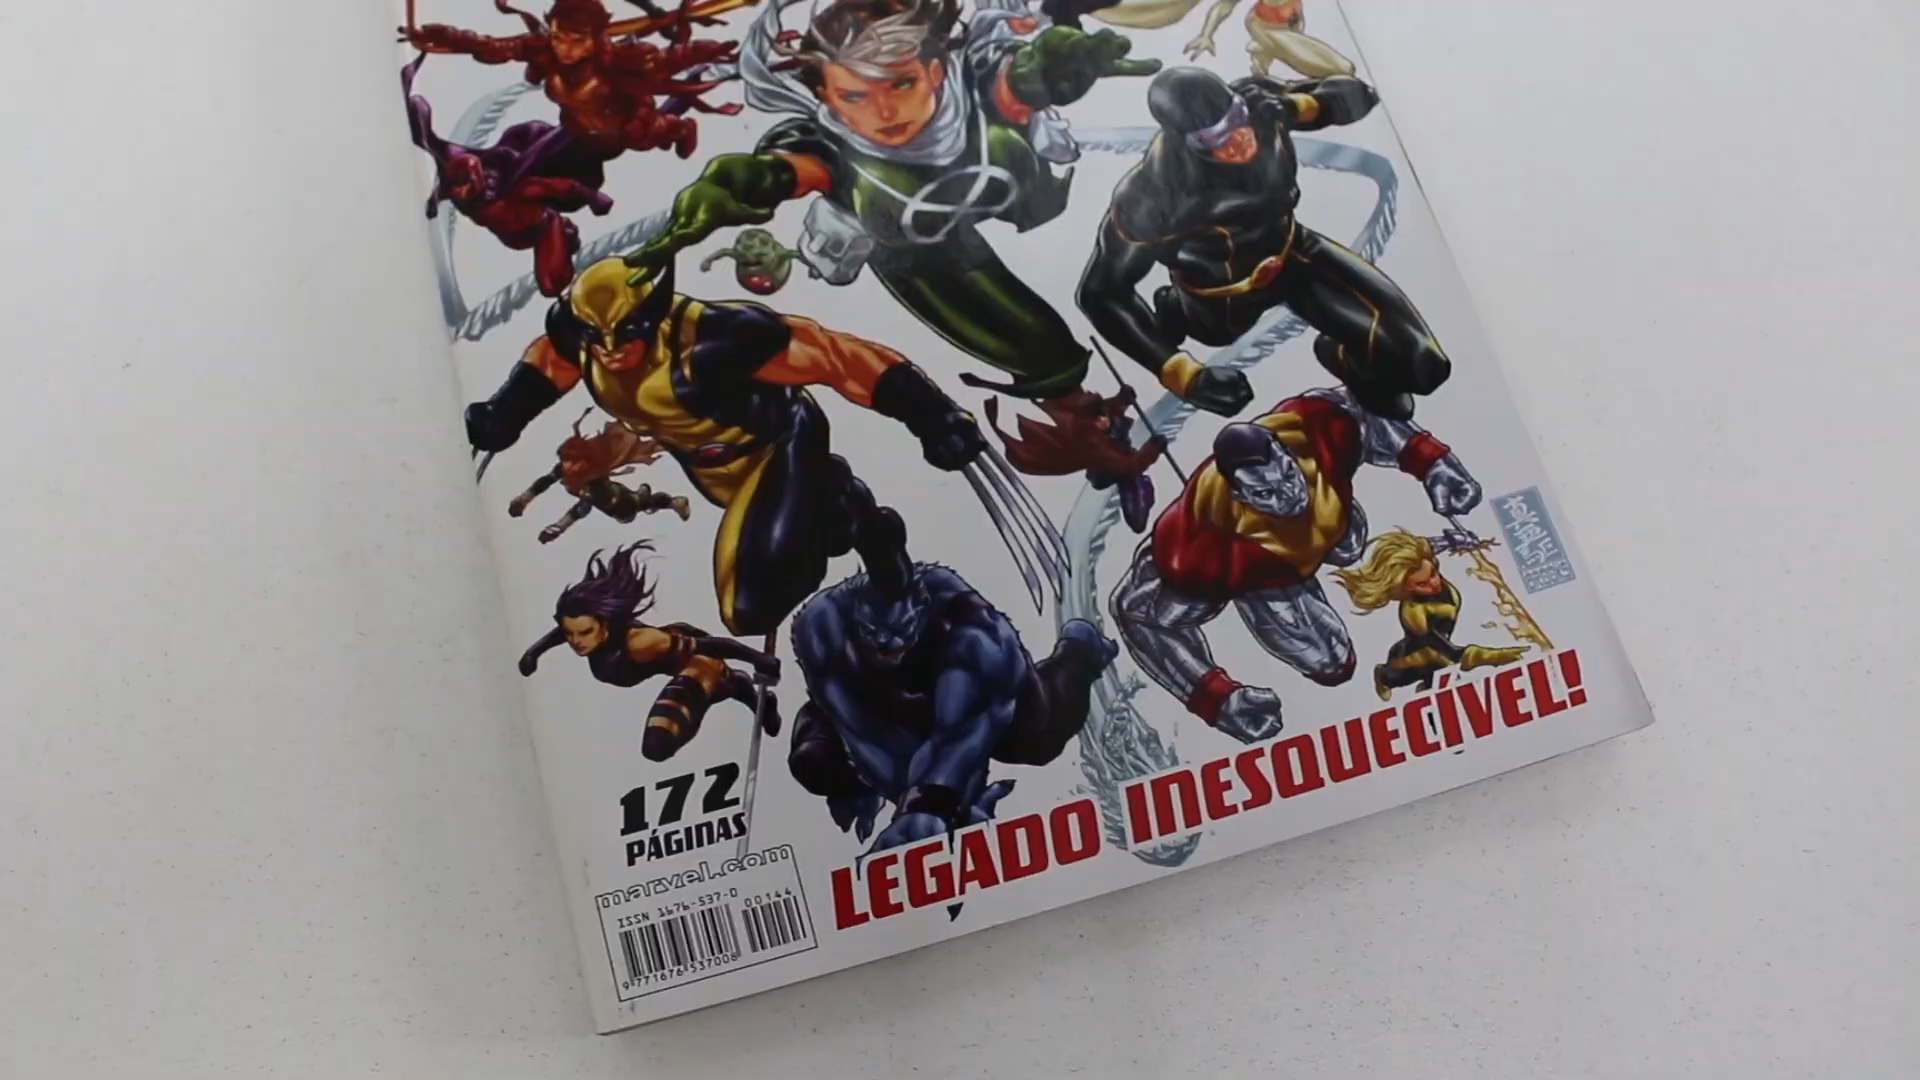 172
PÁGINAS
marvel.com
ISSN 1676-537-0
00144
9 771676 537008
LEGADO INESQUECÍVEL!